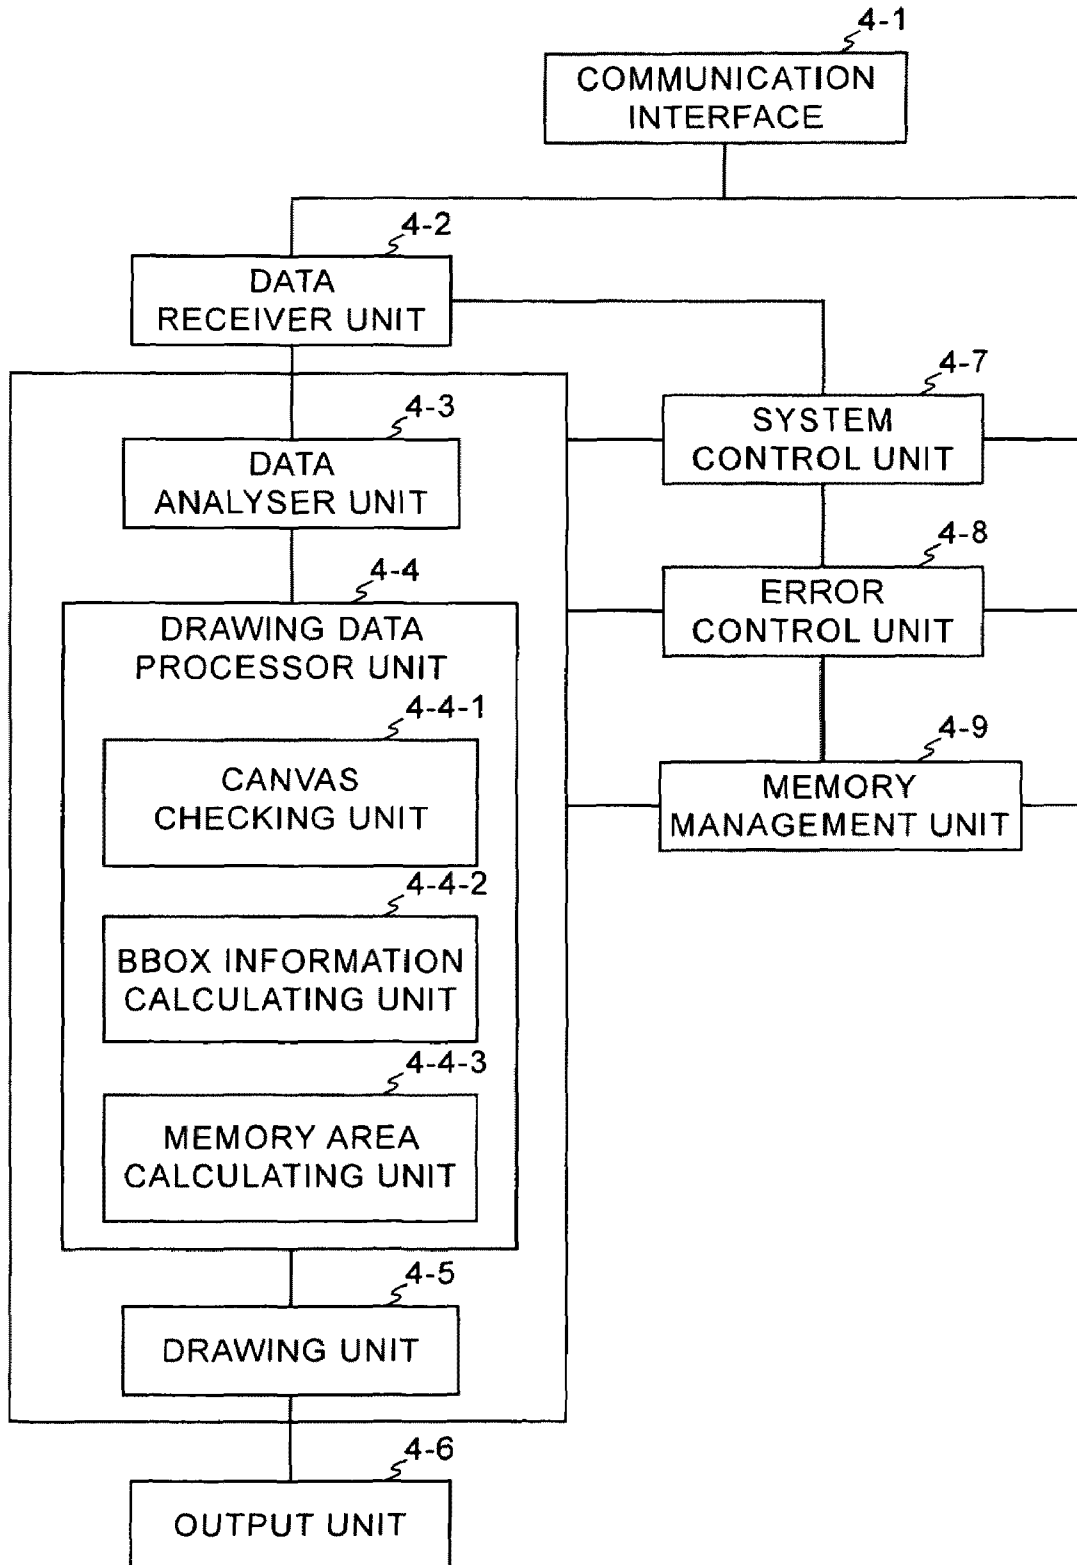 4-1
COMMUNICATION
INTERFACE
4-2
DATA
RECEIVER UNIT
4-7
SYSTEM
CONTROL UNIT
4-3
DATA
ANALYSER UNIT
4-8
ERROR
CONTROL UNIT
4-4
DRAWING DATA
PROCESSOR UNIT
4-4-1
CANVAS
CHECKING UNIT
4-9
MEMORY
MANAGEMENT UNIT
4-4-2
BBOX INFORMATION
CALCULATING UNIT
4-4-3
MEMORY AREA
CALCULATING UNIT
4-5
DRAWING UNIT
4-6
OUTPUT UNIT